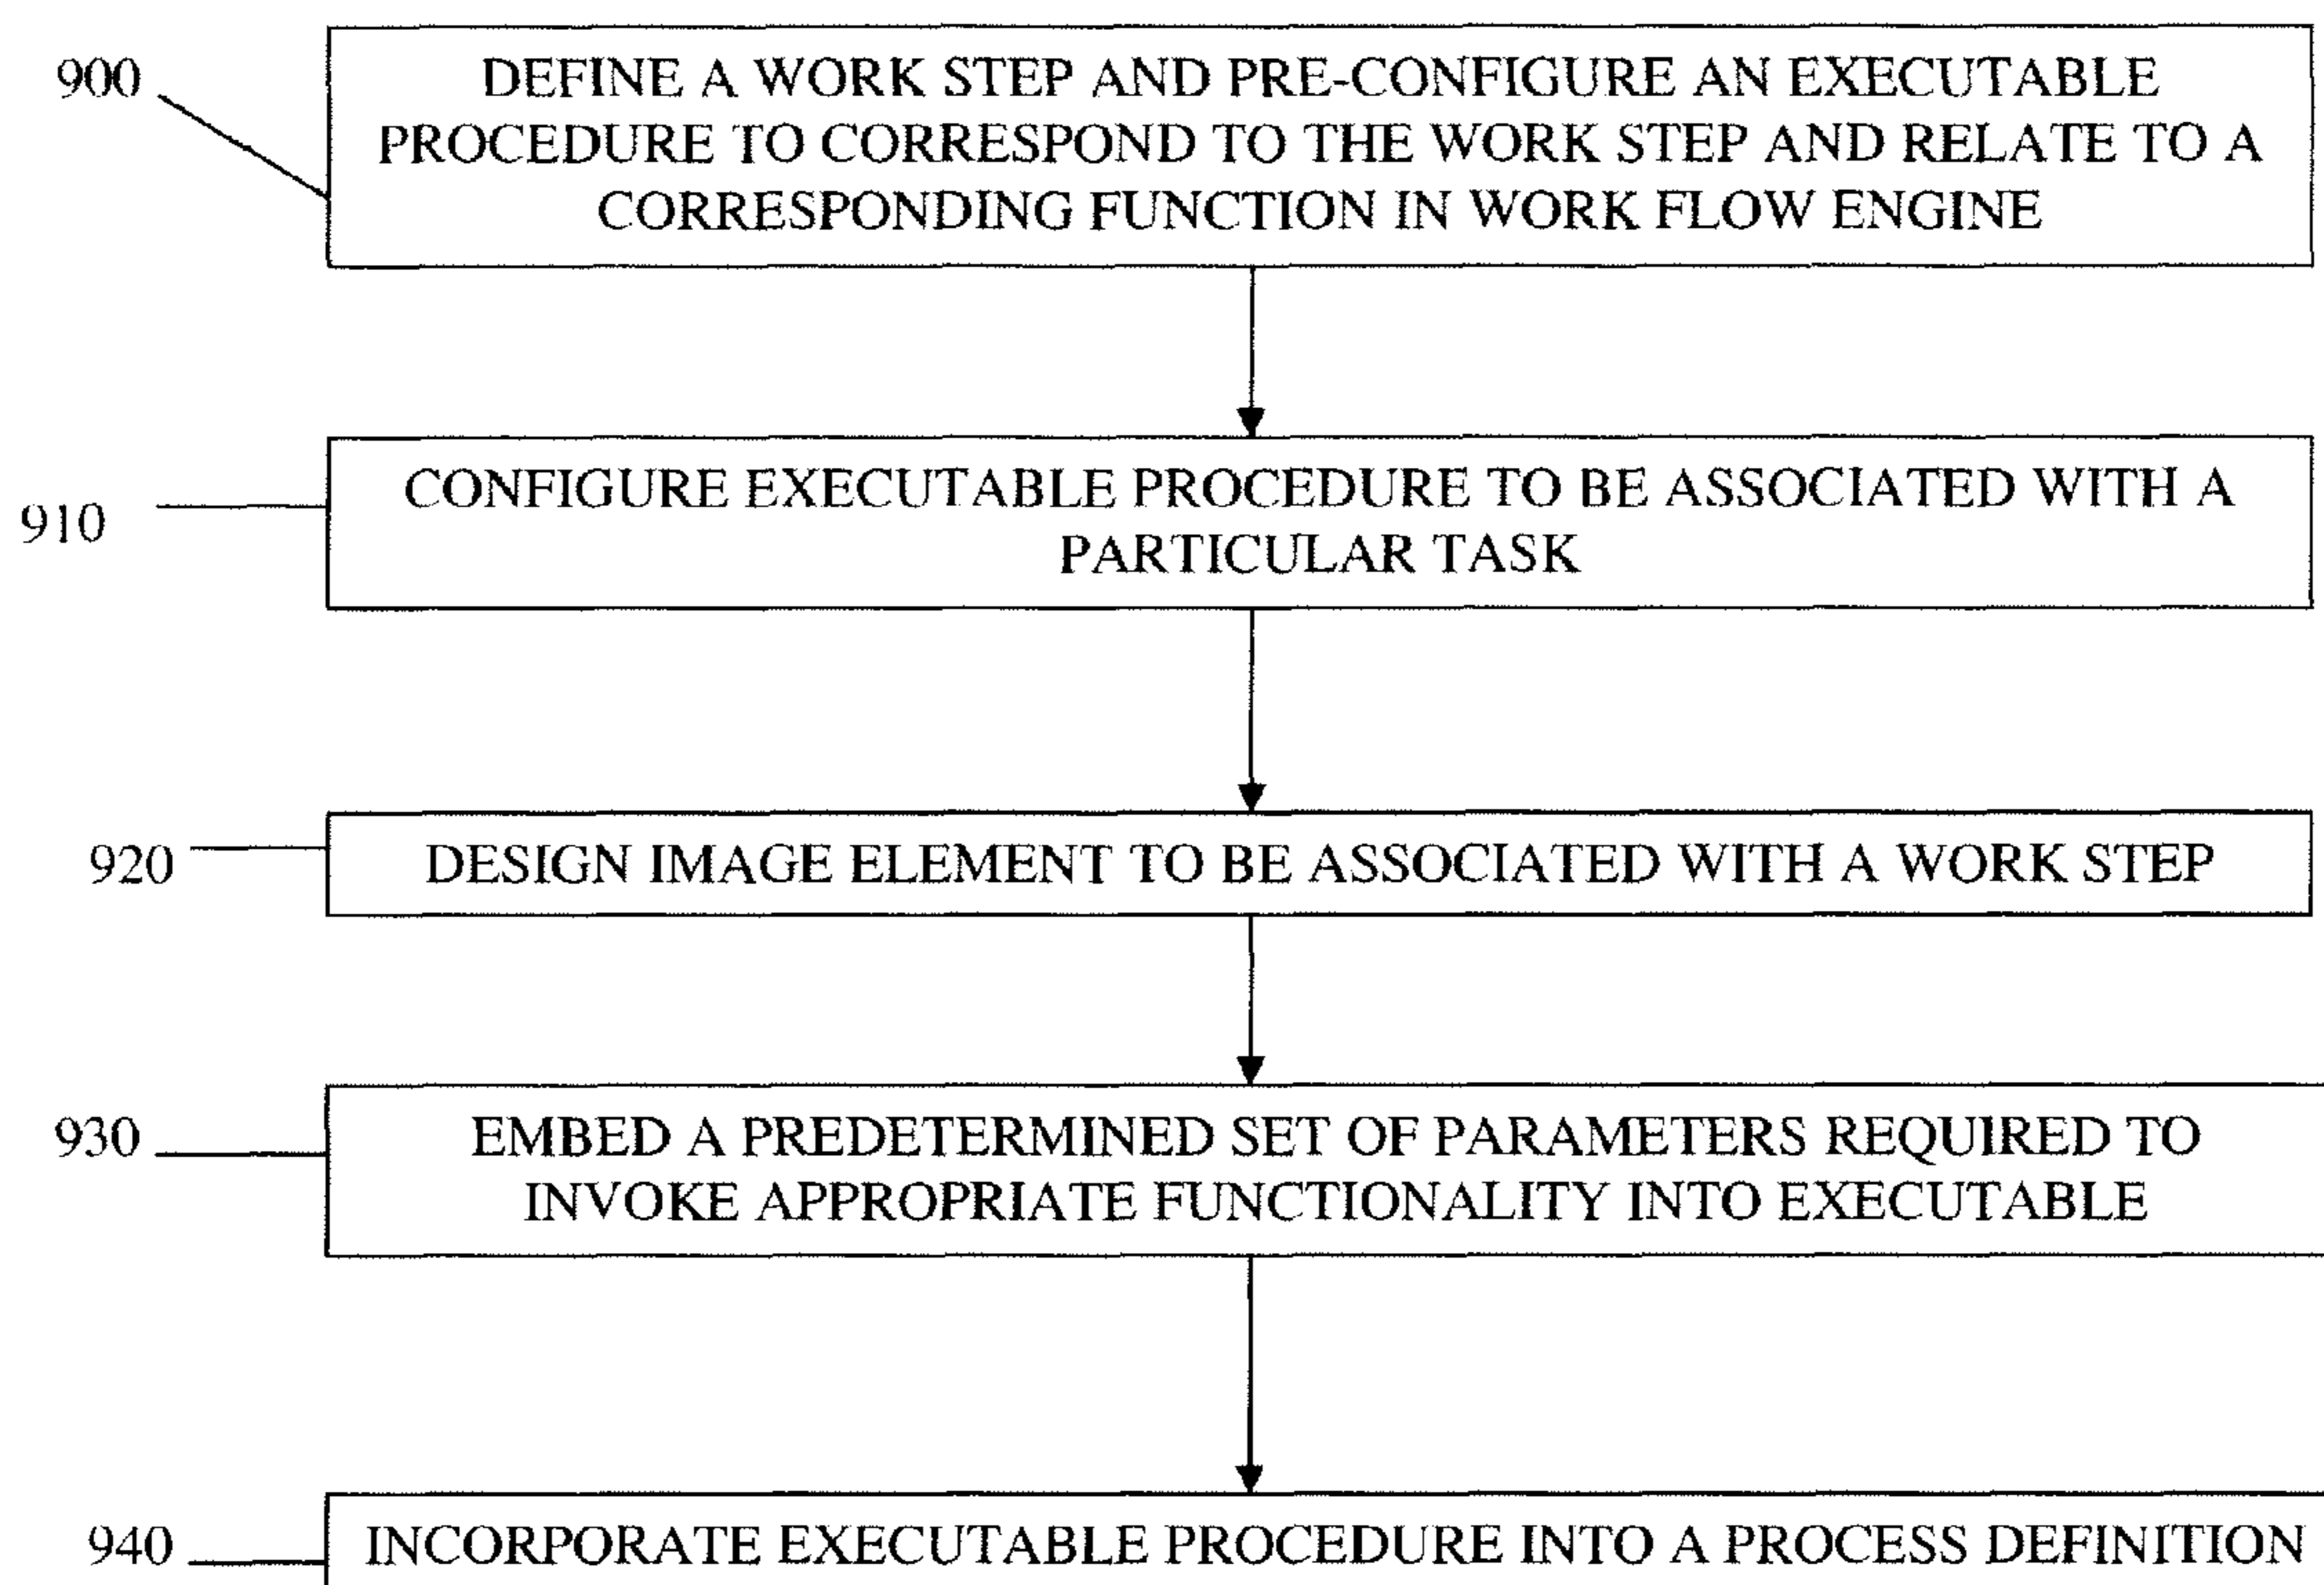 900
DEFINE A WORK STEP AND PRE-CONFIGURE AN EXECUTABLE
PROCEDURE TO CORRESPOND TO THE WORK STEP AND RELATE TO A
CORRESPONDING FUNCTION IN WORK FLOW ENGINE
910
CONFIGURE EXECUTABLE PROCEDURE TO BE ASSOCIATED WITH A
PARTICULAR TASK
920
DESIGN IMAGE ELEMENT TO BE ASSOCIATED WITH A WORK STEP
930
EMBED A PREDETERMINED SET OF PARAMETERS REQUIRED TO
INVOKE APPROPRIATE FUNCTIONALITY INTO EXECUTABLE
940
INCORPORATE EXECUTABLE PROCEDURE INTO A PROCESS DEFINITION